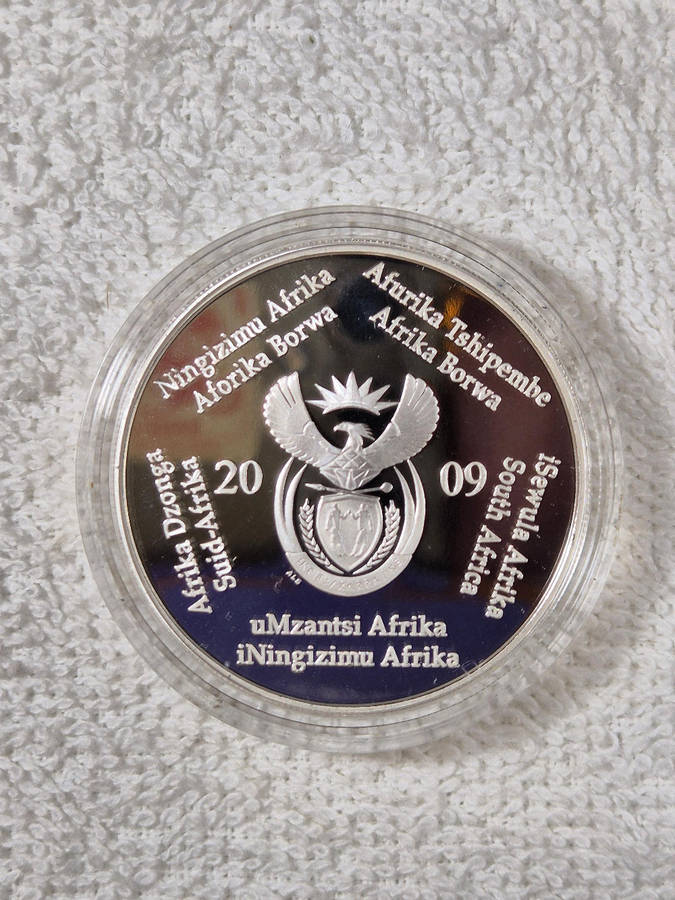 Ningizimu Afrika
Aforika Borwa
Afurika Tshipembe
Afrika Borwa
iSewula Afrika
South Africa
uMzantsi Afrika
iNingizimu Afrika
Afrika Dzonga
Suid-Afrika
20 09
ALS